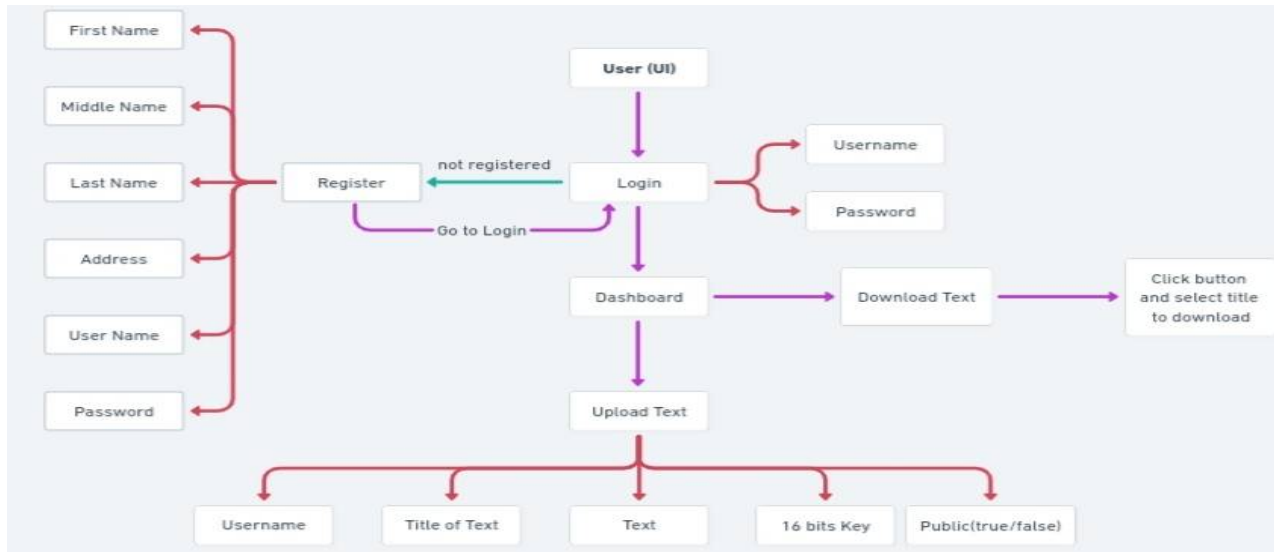 First Name
User (UI)
Middle Name
Username
not registered
Last Name
Register
Login
Password
Go to Login
Address
Dashboard
Download Text
Click button
and select title
to download
User Name
Password
Upload Text
Username
Title of Text
Text
16 bits Key
Public(true/false)